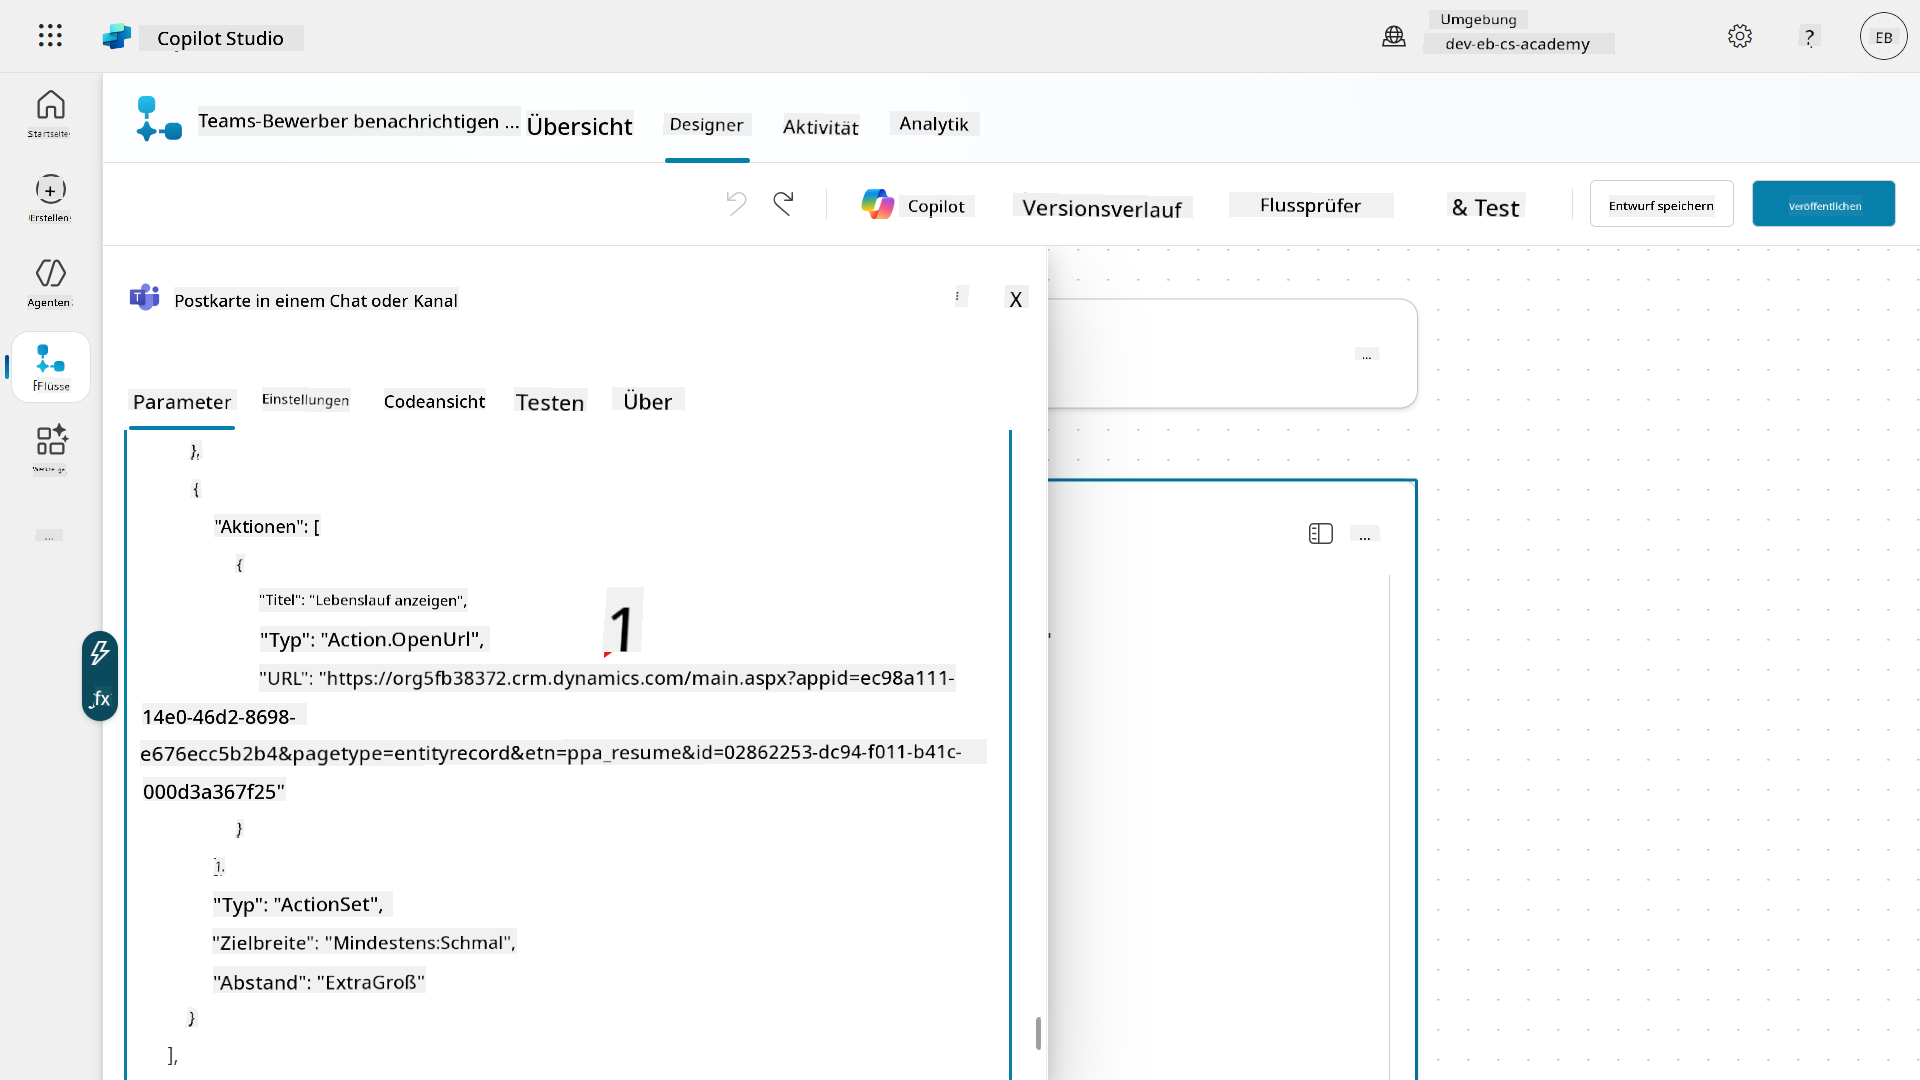 Copilot Studio
Umgebung
dev-eb-cs-academy
?
EB
Startseite
Erstellen
Agenten
Flüsse
...
Teams-Bewerber benachrichtigen ...
Übersicht
Designer
Aktivität
Analytik
Copilot
Versionsverlauf
Flussprüfer
& Test
Entwurf speichern
Veröffentlichen
Postkarte in einem Chat oder Kanal
X
Parameter
Einstellungen
Codeansicht
Testen
Über
},
{
"Aktionen": [
{
"Titel": "Lebenslauf anzeigen",
1
"Typ": "Action.OpenUrl",
"URL": "https://org5fb38372.crm.dynamics.com/main.aspx?appid=ec98a111-
14e0-46d2-8698-
e676ecc5b2b4&pagetype=entityrecord&etn=ppa_resume&id=02862253-dc94-f011-b41c-
000d3a367f25"
}
"Typ": "ActionSet",
"Zielbreite": "Mindestens:Schmal",
"Abstand": "ExtraGroß"
}
],
fx
...
...